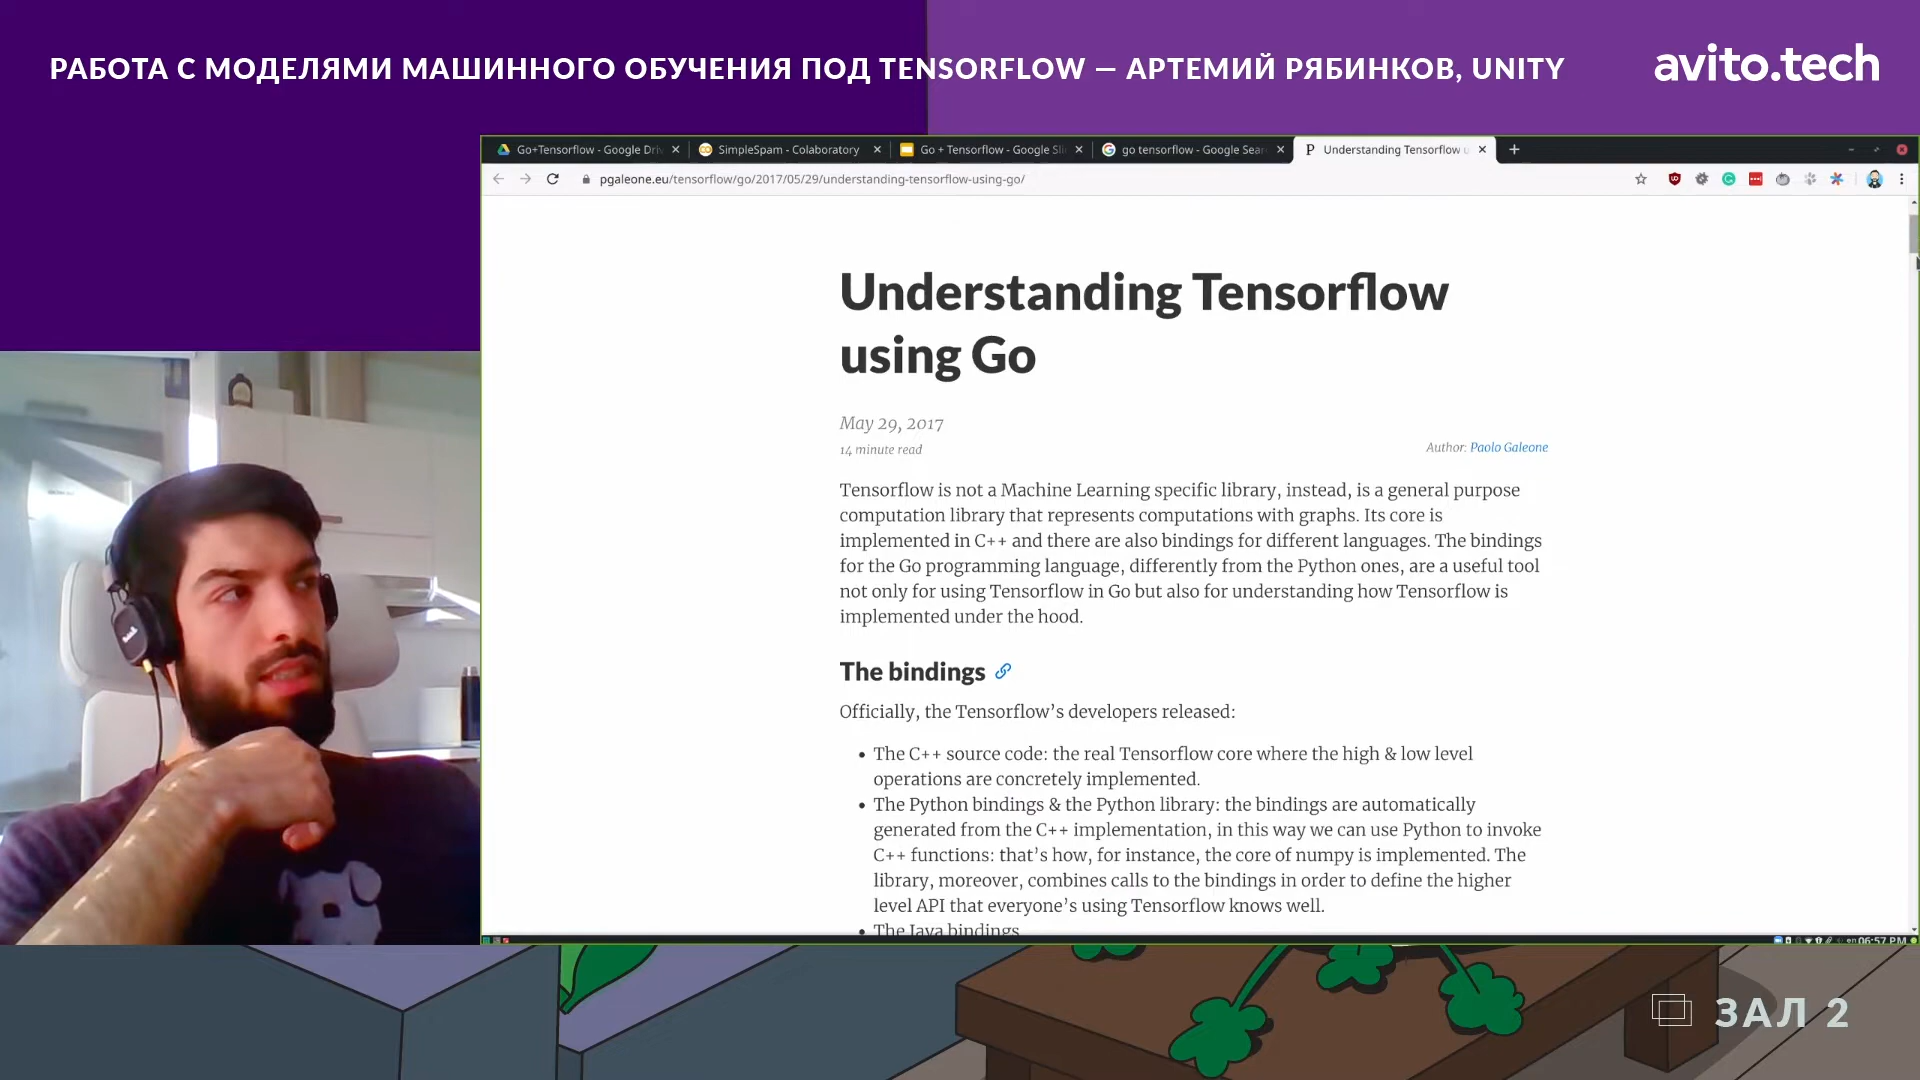 РАБОТА С МОДЕЛЯМИ МАШИННОГО ОБУЧЕНИЯ ПОД TENSORFLOW — АРТЕМИЙ РЯБИНКОВ, UNITY
avito.tech
Go+Tensorflow - Google Dri
SimpleSpam - Colaboratory
Go + Tensorflow - Google Sli
go tensorflow - Google Sear
Understanding Tensorflow u
pgaleone.eu/tensorflow/go/2017/05/29/understanding-tensorflow-using-go/
Understanding Tensorflow
using Go
May 29, 2017
14 minute read
Author: Paolo Galeone
Tensorflow is not a Machine Learning specific library, instead, is a general purpose
computation library that represents computations with graphs. Its core is
implemented in C++ and there are also bindings for different languages. The bindings
for the Go programming language, differently from the Python ones, are a useful tool
not only for using Tensorflow in Go but also for understanding how Tensorflow is
implemented under the hood.
The bindings
Officially, the Tensorflow’s developers released:
• The C++ source code: the real Tensorflow core where the high & low level
operations are concretely implemented.
• The Python bindings & the Python library: the bindings are automatically
generated from the C++ implementation, in this way we can use Python to invoke
C++ functions: that’s how, for instance, the core of numpy is implemented. The
library, moreover, combines calls to the bindings in order to define the higher
level API that everyone’s using Tensorflow knows well.
• The Java bindings
en 06:57 PM
ЗАЛ 2